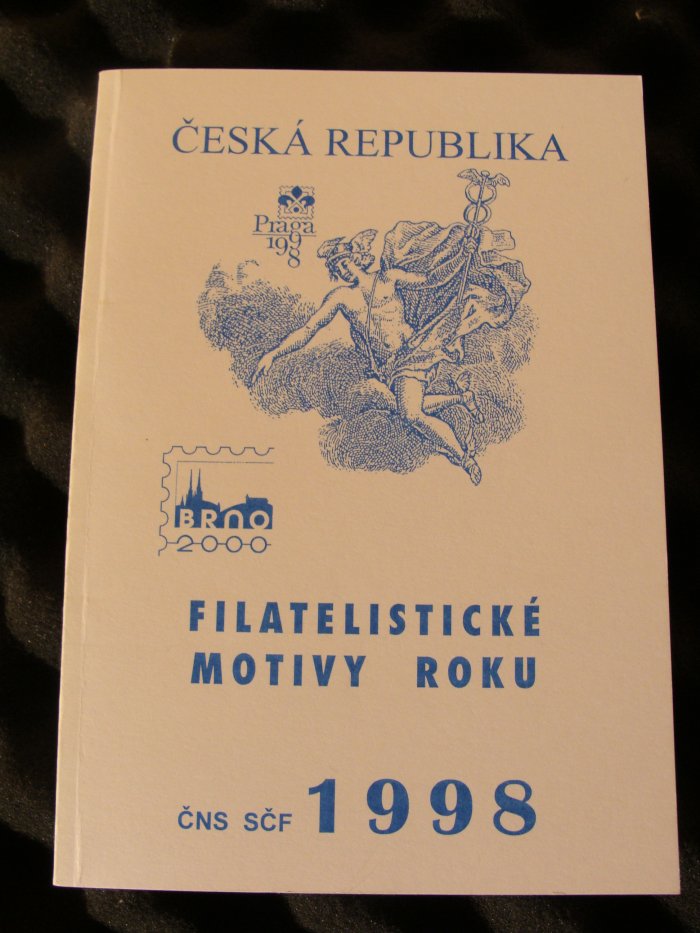 ČESKÁ REPUBLIKA
Praga
1998
BRNO
2000
FILATELISTICKÉ
MOTIVY ROKU
ČNS SČF 1998